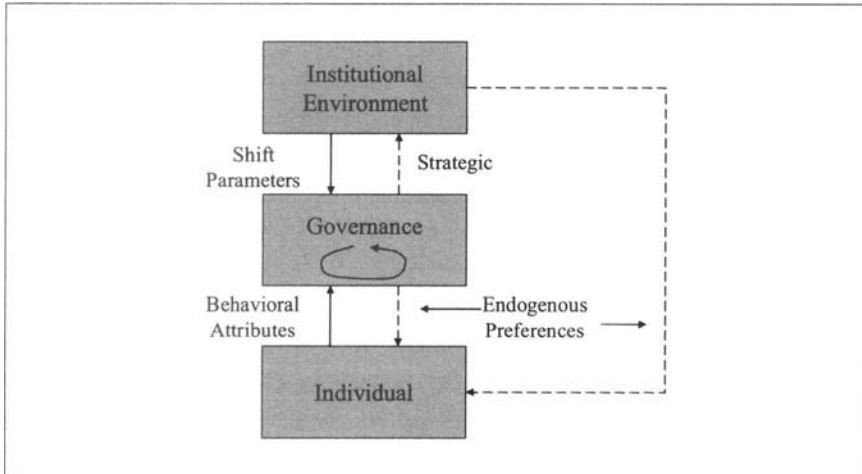 Institutional
Environment
Shift
Parameters
Strategic
Governance
Behavioral
Attributes
Endogenous
Preferences
Individual